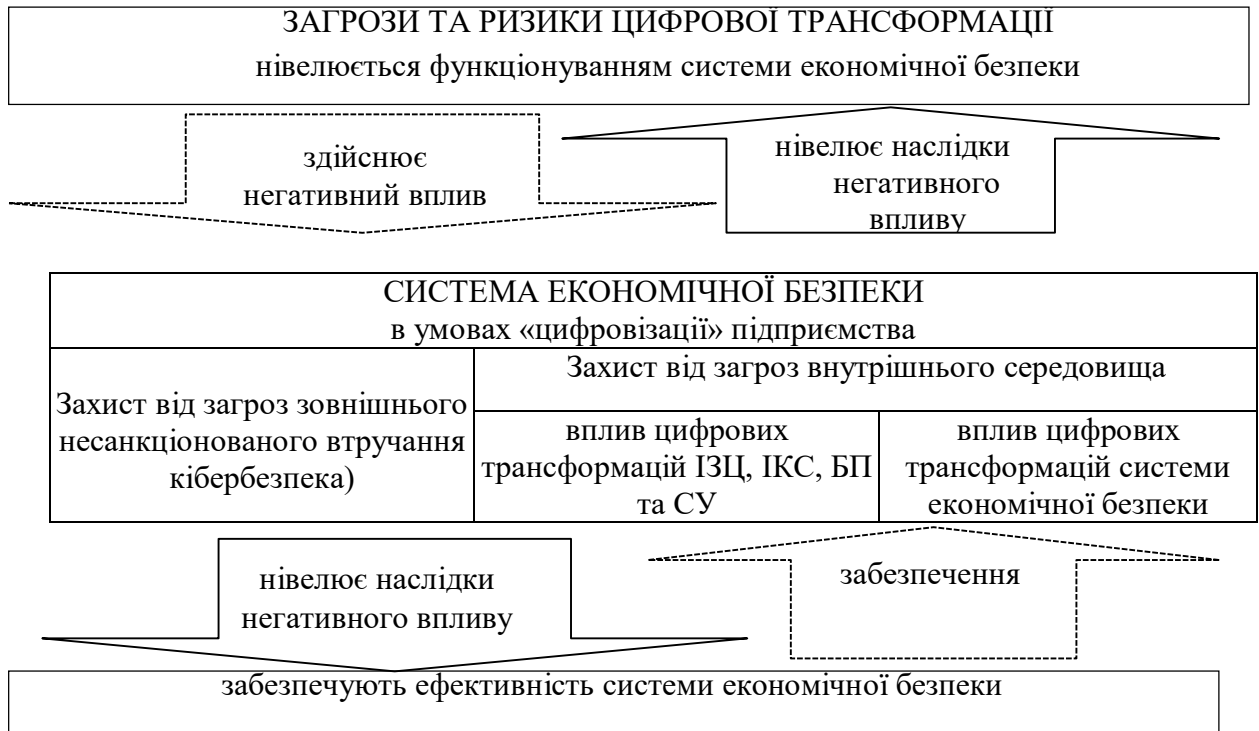 ЗАГРОЗИ ТА РИЗИКИ ЦИФРОВОЇ ТРАНСФОРМАЦІЇ
нівелюється функціонуванням системи економічної безпеки
здійснює
негативний вплив
нівелює наслідки
негативного
впливу
СИСТЕМА ЕКОНОМІЧНОЇ БЕЗПЕКИ
в умовах «цифровізації» підприємства
Захист від загроз зовнішнього
несанкціонованого втручання
кібербезпека)
Захист від загроз внутрішнього середовища
вплив цифрових
трансформацій ІЗЦ, ІКС, БП
та СУ
вплив цифрових
трансформацій системи
економічної безпеки
нівелює наслідки
негативного впливу
забезпечення
забезпечують ефективність системи економічної безпеки